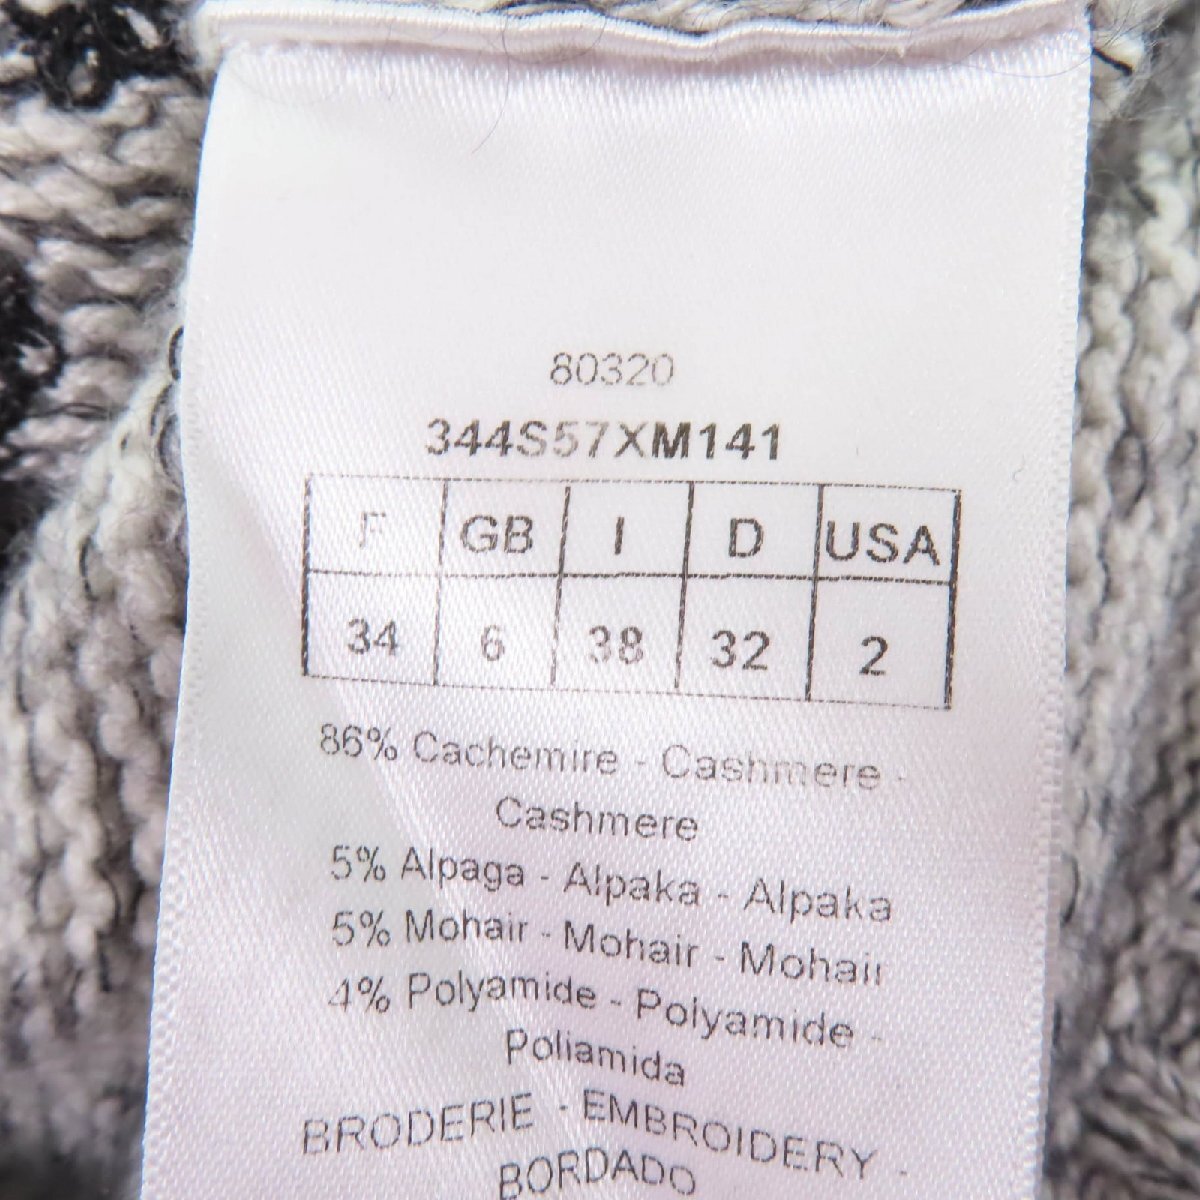 80320
344S57XM141
F GB I D USA
34 6 38 32 2
86% Cachemire - Cashmere -
Cashmere
5% Alpaga - Alpaka - Alpaka
5% Mohair - Mohair - Mohair
4% Polyamide - Polyamide -
Poliamida
BRODERIE - EMBROIDERY -
BORDADO